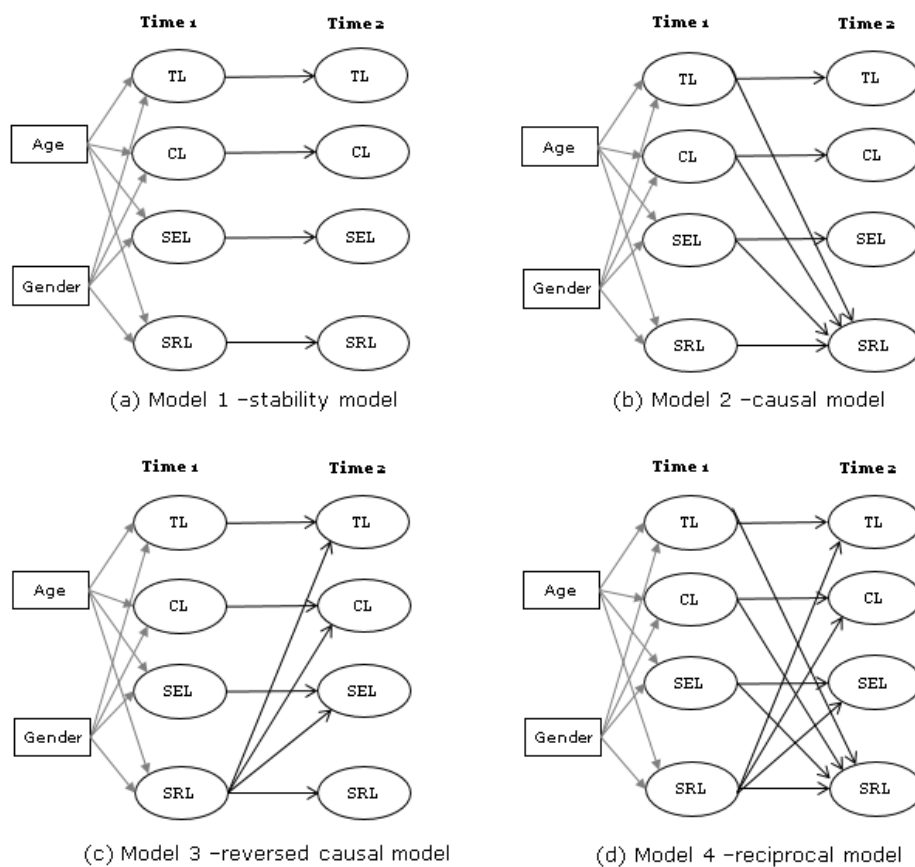 Time 1 Time 2
TL TL
Age
CL CL
SEL SEL
Gender
SRL SRL
(a) Model 1 –stability model
Time 1 Time 2
TL TL
Age
CL CL
SEL SEL
Gender
SRL SRL
(b) Model 2 –causal model
Time 1 Time 2
TL TL
Age
CL CL
SEL SEL
Gender
SRL SRL
(c) Model 3 –reversed causal model
Time 1 Time 2
TL TL
Age
CL CL
SEL SEL
Gender
SRL SRL
(d) Model 4 –reciprocal model